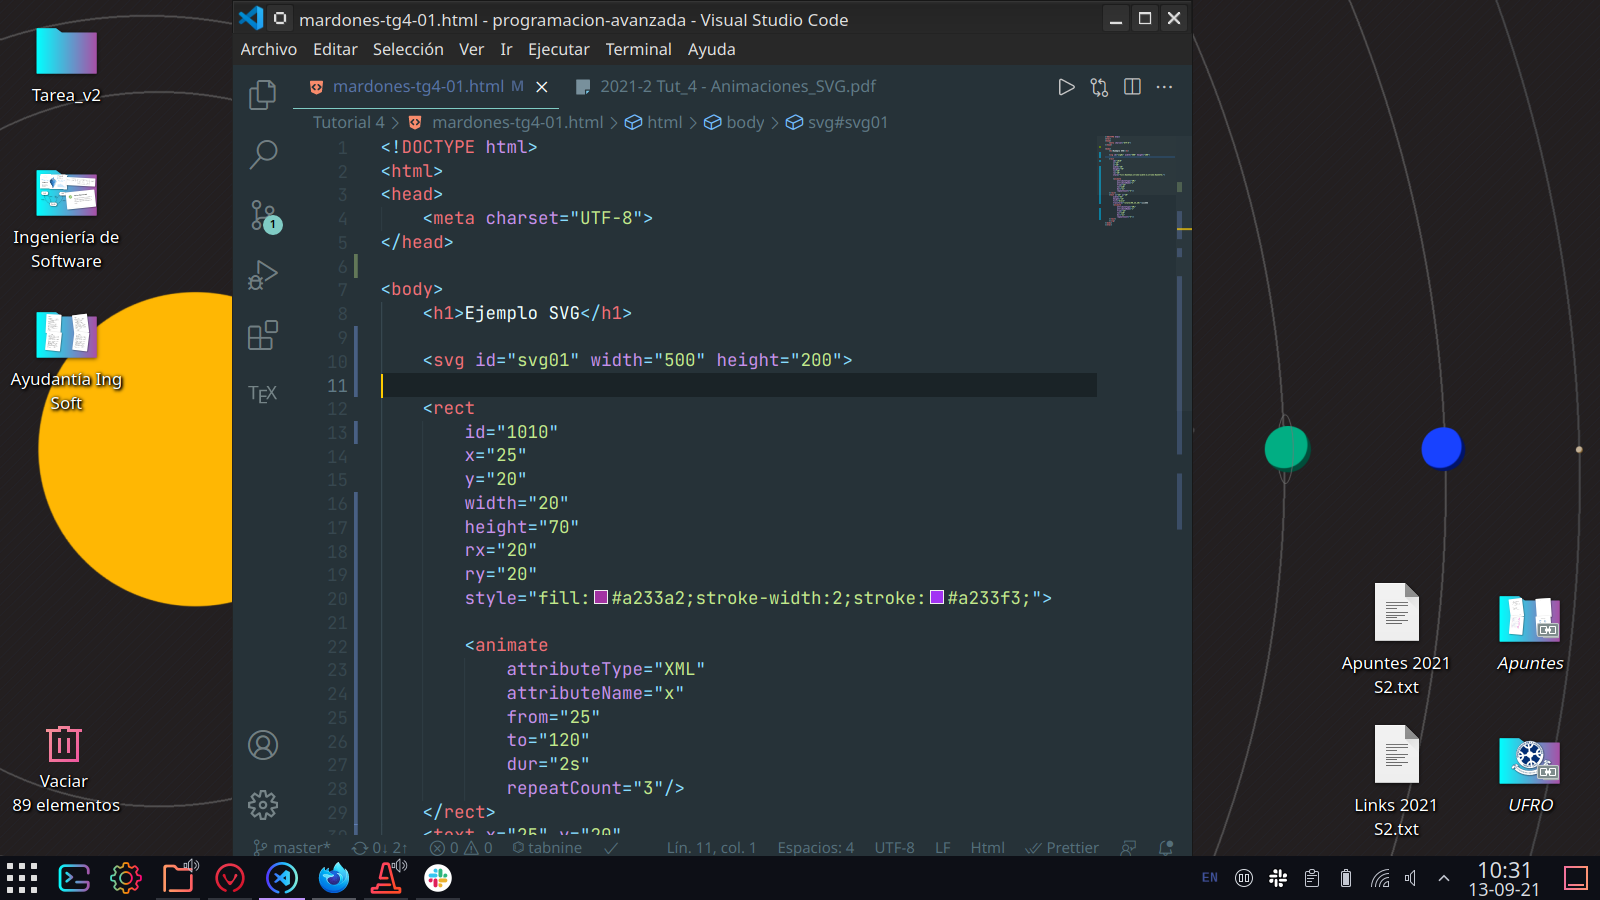 mardones-tg4-01.html - programacion-avanzada - Visual Studio Code
Archivo Editar Selección Ver Ir Ejecutar Terminal Ayuda
mardones-tg4-01.html M
2021-2 Tut_4 - Animaciones_SVG.pdf
Tutorial 4 > mardones-tg4-01.html > html > body > svg#svg01
1 <!DOCTYPE html>
2 <html>
3 <head>
4 <meta charset="UTF-8">
5 </head>
6
7 <body>
8 <h1>Ejemplo SVG</h1>
9
10 <svg id="svg01" width="500" height="200">
11
12 <rect
13 id="1010"
14 x="25"
15 y="20"
16 width="20"
17 height="70"
18 rx="20"
19 ry="20"
20 style="fill:#a233a2;stroke-width:2;stroke:#a233f3;">
21
22 <animate
23 attributeType="XML"
24 attributeName="x"
25 from="25"
26 to="120"
27 dur="2s"
28 repeatCount="3"/>
29 </rect>
30 <text x="25" y="20"
1
TEX
master* 0↓ 2↑ 0 0 tabnine Lín. 11, col. 1 Espacios: 4 UTF-8 LF Html Prettier
Tarea_v2
Ingeniería de
Software
Ayudantía Ing
Soft
Vaciar
89 elementos
Apuntes 2021
S2.txt
Apuntes
Links 2021
S2.txt
UFRO
EN
10:31
13-09-21